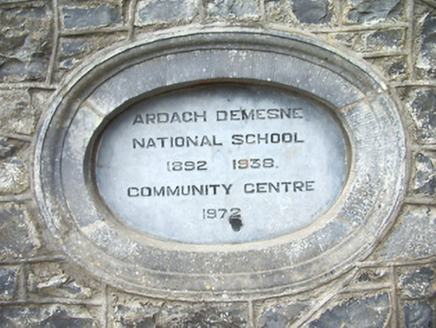 ARDACH DEMESNE
NATIONAL SCHOOL
1892 1938.
COMMUNITY CENTRE
1972